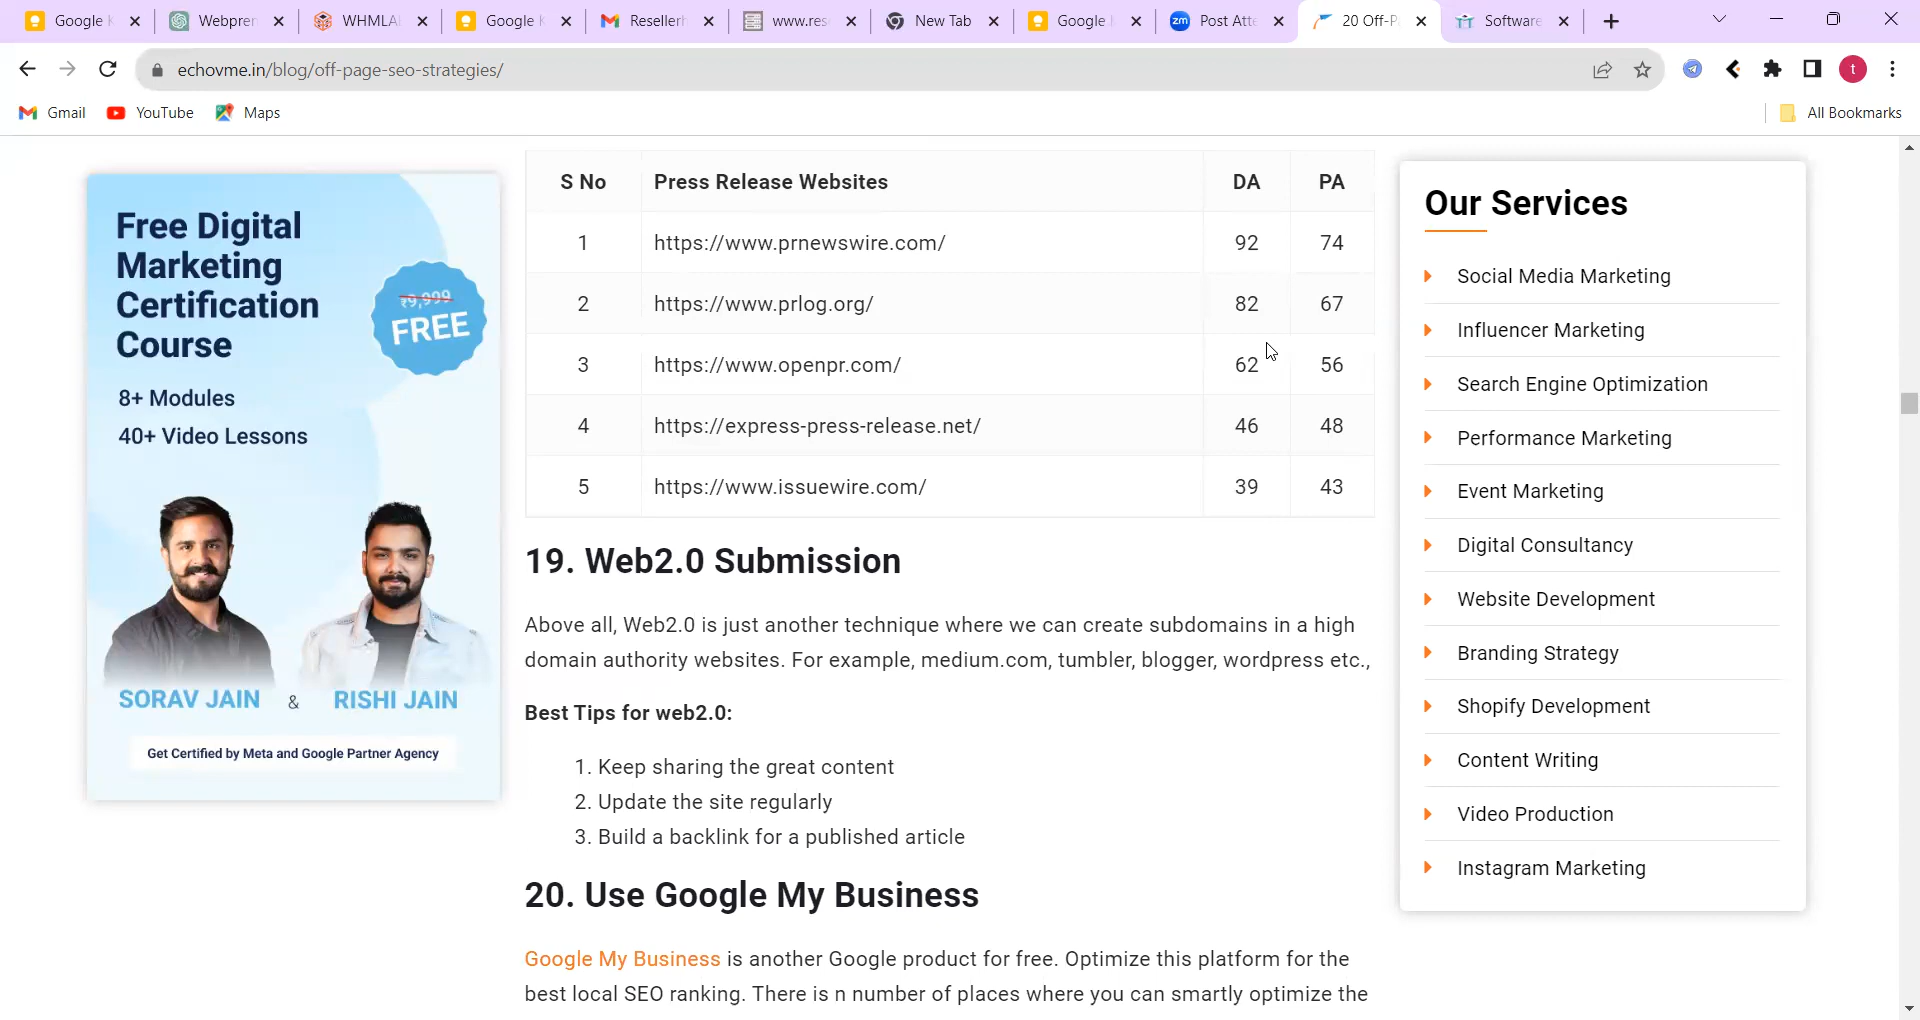 Google K
Webpren
WHMLA
Google K
Resellerh
www.res
New Tab
Google
Post Atte
20 Off-P
Software
echovme.in/blog/off-page-seo-strategies/
t
Gmail
YouTube
Maps
All Bookmarks
Free Digital
Marketing
Certification
Course
₹9,999
FREE
8+ Modules
40+ Video Lessons
SORAV JAIN & RISHI JAIN
Get Certified by Meta and Google Partner Agency
S No Press Release Websites DA PA
1 https://www.prnewswire.com/ 92 74
2 https://www.prlog.org/ 82 67
3 https://www.openpr.com/ 62 56
4 https://express-press-release.net/ 46 48
5 https://www.issuewire.com/ 39 43
19. Web2.0 Submission
Above all, Web2.0 is just another technique where we can create subdomains in a high
domain authority websites. For example, medium.com, tumbler, blogger, wordpress etc.,
Best Tips for web2.0:
1. Keep sharing the great content
2. Update the site regularly
3. Build a backlink for a published article
20. Use Google My Business
Google My Business is another Google product for free. Optimize this platform for the
best local SEO ranking. There is n number of places where you can smartly optimize the
Our Services
Social Media Marketing
Influencer Marketing
Search Engine Optimization
Performance Marketing
Event Marketing
Digital Consultancy
Website Development
Branding Strategy
Shopify Development
Content Writing
Video Production
Instagram Marketing